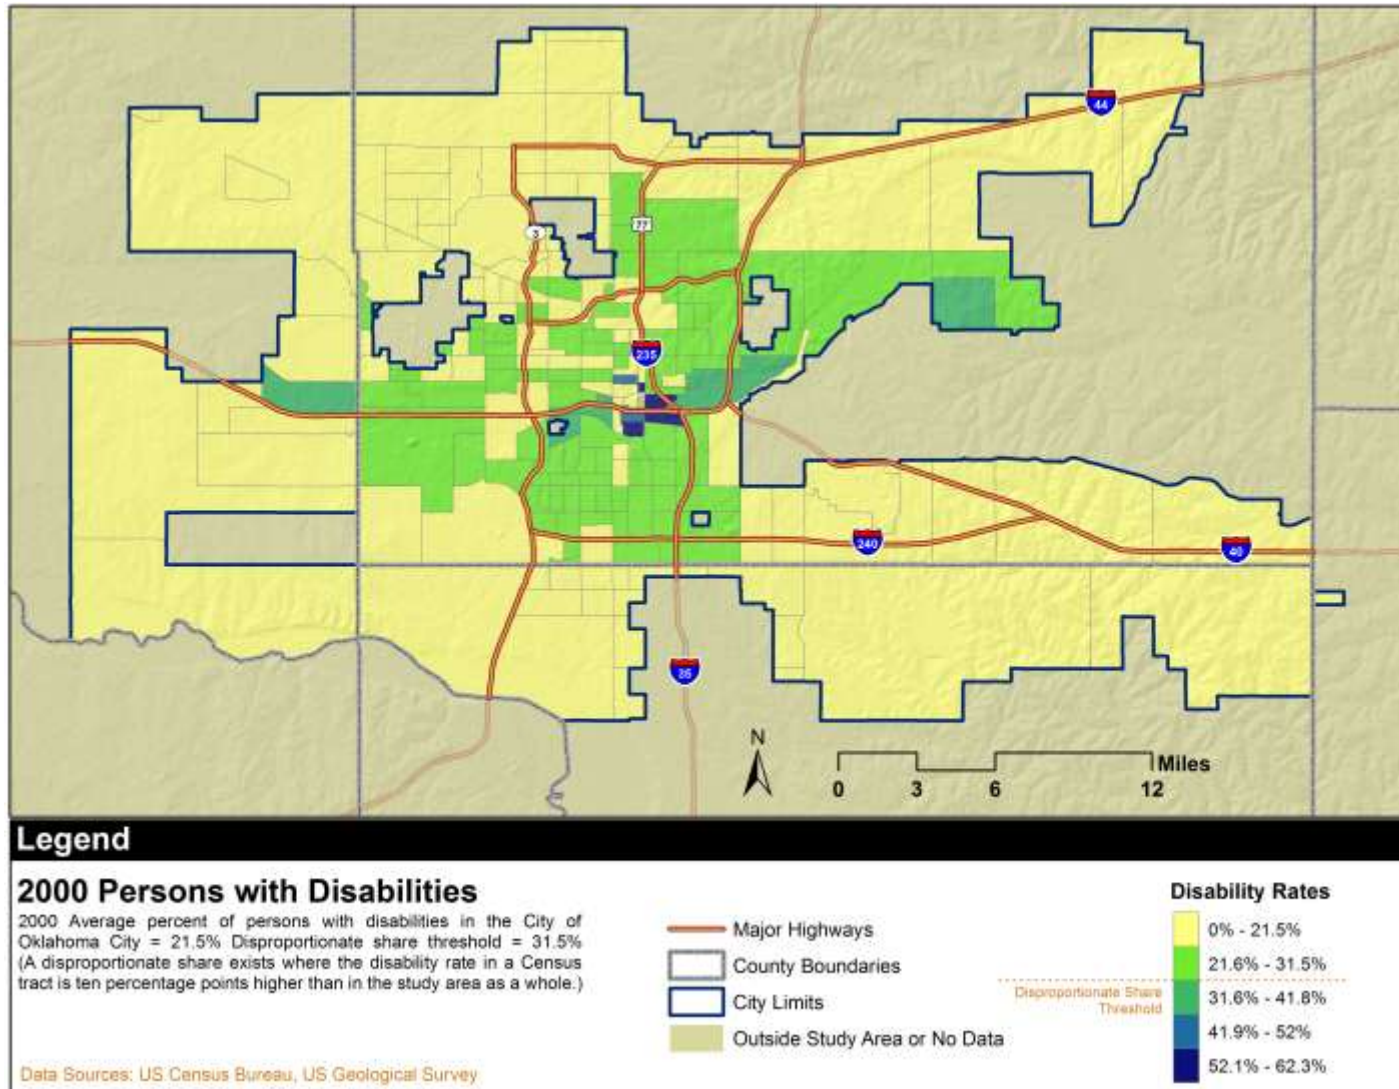 44
3
77
235
240
40
35
N
Miles
0 3 6 12
Legend
2000 Persons with Disabilities
2000 Average percent of persons with disabilities in the City of
Oklahoma City = 21.5% Disproportionate share threshold = 31.5%
(A disproportionate share exists where the disability rate in a Census
tract is ten percentage points higher than in the study area as a whole.)
Data Sources: US Census Bureau, US Geological Survey
Major Highways
County Boundaries
City Limits
Outside Study Area or No Data
Disability Rates
0% - 21.5%
21.6% - 31.5%
Disproportionate Share
Threshold
31.6% - 41.8%
41.9% - 52%
52.1% - 62.3%